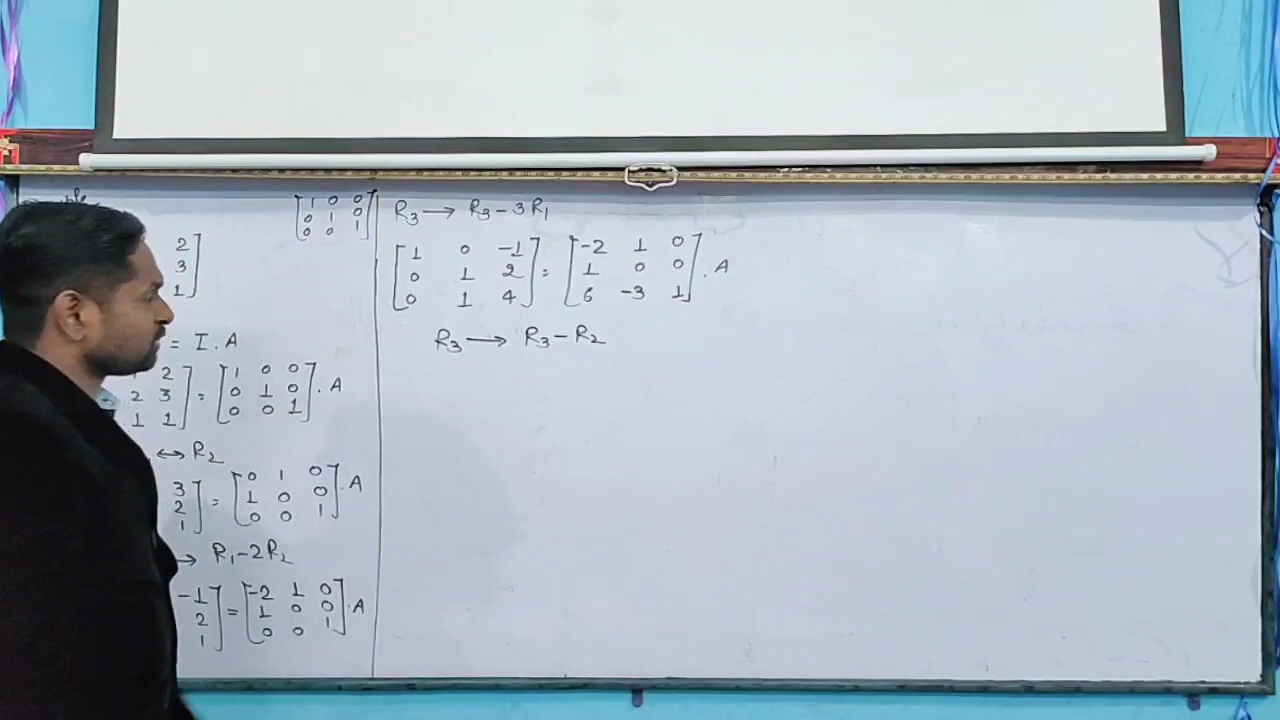 2
3
1
= I . A
2
2 3
1 1
= [1 0 0
0 1 0
0 0 1] . A
↔ R2
3
2
1
= [0 1 0
1 0 0
0 0 1] . A
→ R1-2R2
-1
2
1
= [-2 1 0
1 0 0
0 0 1] . A
[1 0 0
0 1 0
0 0 1]
R3 → R3-3R1
[1 0 -1
0 1 2
0 1 4] = [-2 1 0
1 0 0
6 -3 1] . A
R3 → R3-R2